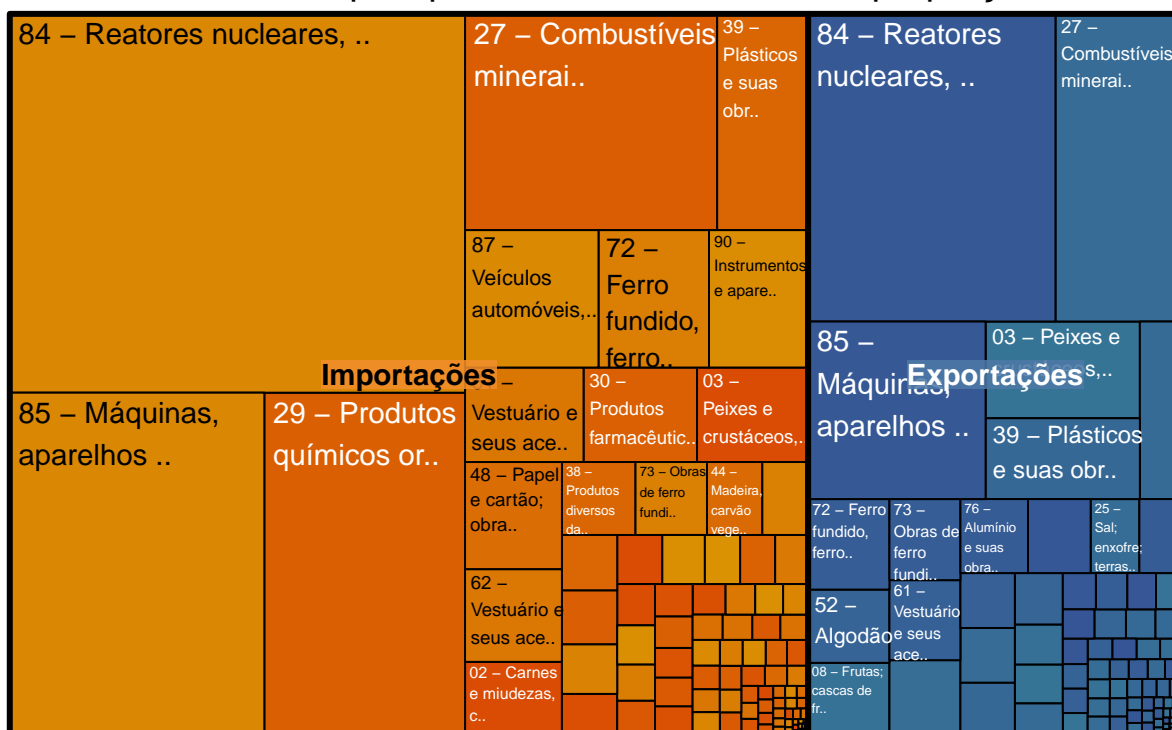 84 – Reatores nucleares, ..
27 – Combustíveis
minerai..
39 –
Plásticos
e suas
obr..
87 –
Veículos
automóveis,..
72 –
Ferro
fundido,
ferro..
90 –
Instrumentos
e apare..
Importações
85 – Máquinas,
aparelhos ..
29 – Produtos
químicos or..
Vestuário e
seus ace..
30 –
Produtos
farmacêutic..
03 –
Peixes e
crustáceos,..
48 – Papel
e cartão;
obra..
38 –
Produtos
diversos
da..
73 – Obras
de ferro
fundi..
44 –
Madeira,
carvão
vege..
62 –
Vestuário e
seus ace..
02 – Carnes
e miudezas,
c..
84 – Reatores
nucleares, ..
27 –
Combustíveis
minerai..
85 –
Máquinas,
aparelhos ..
03 – Peixes e
Exportações
39 – Plásticos
e suas obr..
72 – Ferro
fundido,
ferro..
73 –
Obras de
ferro
fundi..
76 –
Alumínio
e suas
obra..
25 –
Sal;
enxofre;
terras..
52 –
Algodão
61 –
Vestuário
e seus
ace..
08 – Frutas;
cascas de
fr..